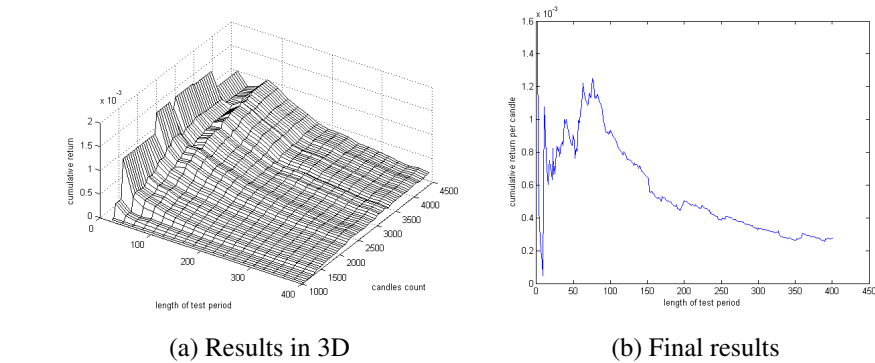 x 10^-3
2
1.5
1
0.5
0
cumulative return
0
100
200
300
400
length of test period
1000
1500
2000
2500
3000
3500
4000
4500
candles count
(a) Results in 3D
1.6 x 10^-3
1.4
1.2
1
0.8
0.6
0.4
0.2
0
cumulative return per candle
0 50 100 150 200 250 300 350 400 450
length of test period
(b) Final results